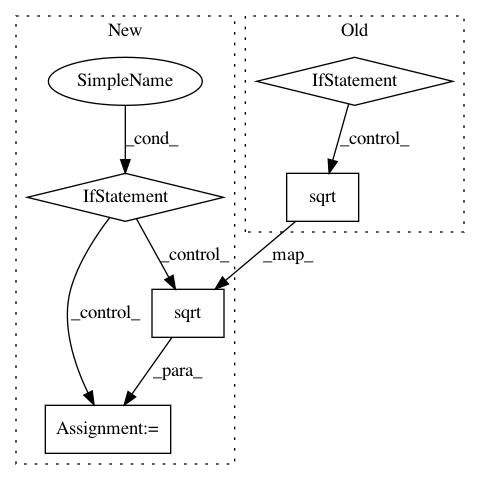 New
Old
SimpleName
IfStatement
_cond_
_control_
IfStatement
sqrt
_control_
_map_
_control_
sqrt
_para_
Assignment:=